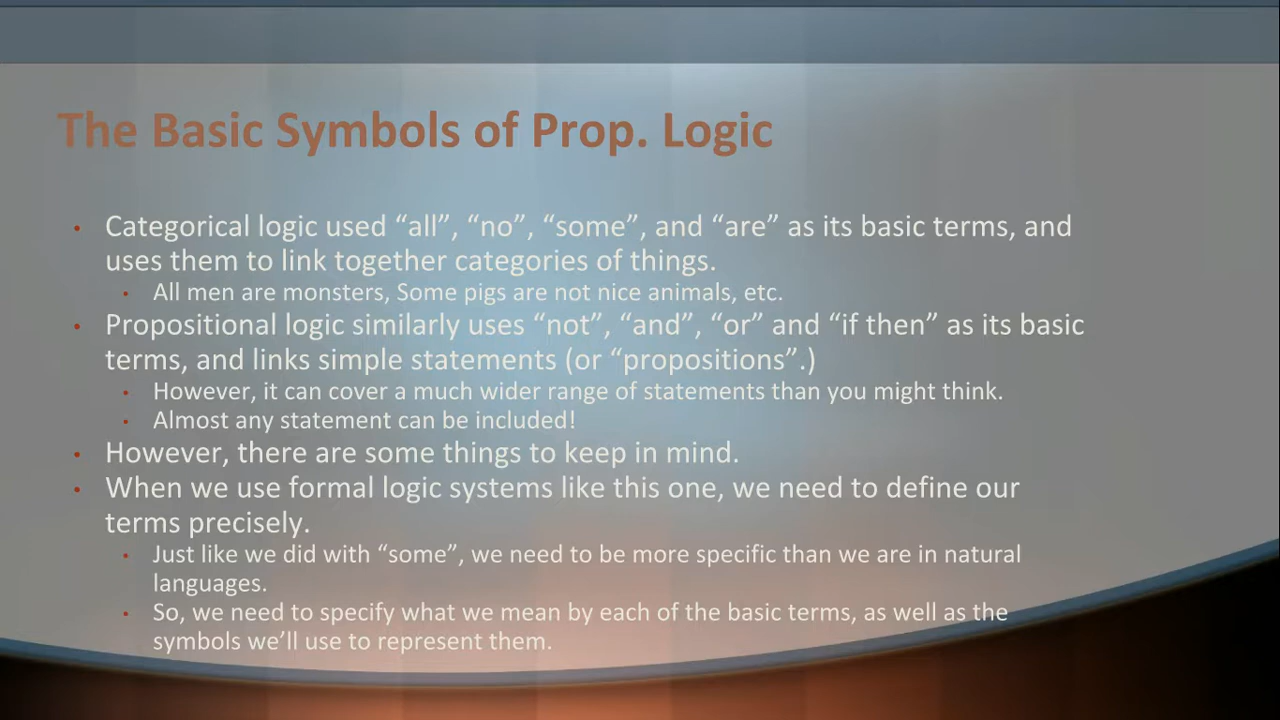 The Basic Symbols of Prop. Logic
• Categorical logic used “all”, “no”, “some”, and “are” as its basic terms, and
uses them to link together categories of things.
• All men are monsters, Some pigs are not nice animals, etc.
• Propositional logic similarly uses “not”, “and”, “or” and “if then” as its basic
terms, and links simple statements (or “propositions”.)
• However, it can cover a much wider range of statements than you might think.
• Almost any statement can be included!
• However, there are some things to keep in mind.
• When we use formal logic systems like this one, we need to define our
terms precisely.
• Just like we did with “some”, we need to be more specific than we are in natural
languages.
• So, we need to specify what we mean by each of the basic terms, as well as the
symbols we’ll use to represent them.